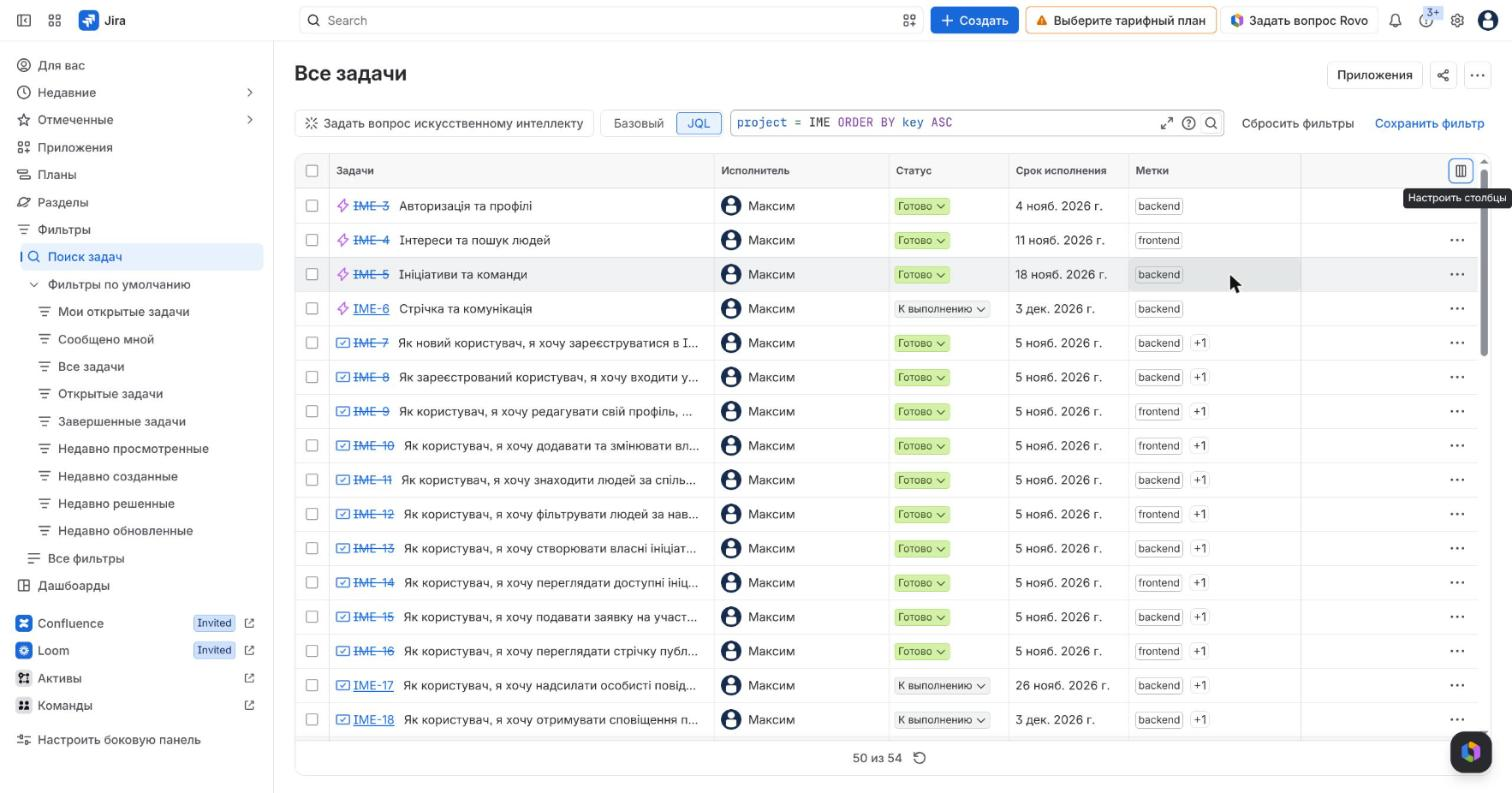 Jira
Search
Создать
Выберите тарифный план
Задать вопрос Rovo
3+
Для вас
Недавние
Отмеченные
Приложения
Планы
Разделы
Фильтры
Поиск задач
Фильтры по умолчанию
Мои открытые задачи
Сообщено мной
Все задачи
Открытые задачи
Завершенные задачи
Недавно просмотренные
Недавно созданные
Недавно решенные
Недавно обновленные
Все фильтры
Дашбоарды
Confluence Invited
Loom Invited
Активы
Команды
Настроить боковую панель
Все задачи
Приложения
Задать вопрос искусственному интеллекту
Базовый
JQL
project = IME ORDER BY key ASC
Сбросить фильтры
Сохранить фильтр
Задачи Исполнитель Статус Срок исполнения Метки
Настроить столбцы
IME-3 Авторизація та профілі Максим Готово 4 нояб. 2026 г. backend
IME-4 Інтереси та пошук людей Максим Готово 11 нояб. 2026 г. frontend
IME-5 Ініціативи та команди Максим Готово 18 нояб. 2026 г. backend
IME-6 Стрічка та комунікація Максим К выполнению 3 дек. 2026 г. backend
IME-7 Як новий користувач, я хочу зареєструватися в I... Максим Готово 5 нояб. 2026 г. backend +1
IME-8 Як зареєстрований користувач, я хочу входити у... Максим Готово 5 нояб. 2026 г. backend +1
IME-9 Як користувач, я хочу редагувати свій профіль, ... Максим Готово 5 нояб. 2026 г. frontend +1
IME-10 Як користувач, я хочу додавати та змінювати вл... Максим Готово 5 нояб. 2026 г. frontend +1
IME-11 Як користувач, я хочу знаходити людей за спіль... Максим Готово 5 нояб. 2026 г. backend +1
IME-12 Як користувач, я хочу фільтрувати людей за нав... Максим Готово 5 нояб. 2026 г. frontend +1
IME-13 Як користувач, я хочу створювати власні ініціат... Максим Готово 5 нояб. 2026 г. backend +1
IME-14 Як користувач, я хочу переглядати доступні ініц... Максим Готово 5 нояб. 2026 г. frontend +1
IME-15 Як користувач, я хочу подавати заявку на участ... Максим Готово 5 нояб. 2026 г. backend +1
IME-16 Як користувач, я хочу переглядати стрічку публ... Максим Готово 5 нояб. 2026 г. frontend +1
IME-17 Як користувач, я хочу надсилати особисті повід... Максим К выполнению 26 нояб. 2026 г. backend +1
IME-18 Як користувач, я хочу отримувати сповіщення п... Максим К выполнению 3 дек. 2026 г. backend +1
50 из 54